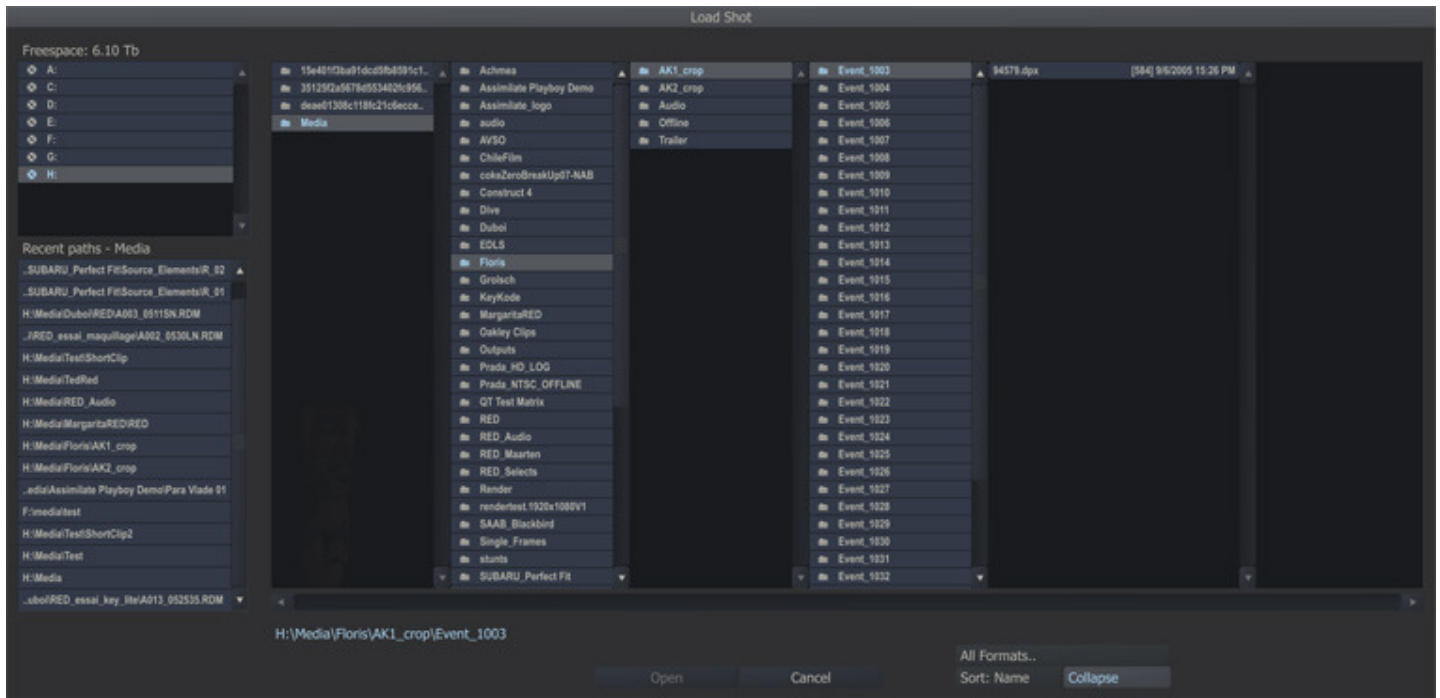 Load Shot
Freespace: 6.10 Tb
A:
C:
D:
E:
F:
G:
H:
Recent paths - Media
..SUBARU_Perfect Fit\Source_Elements\R_02
..SUBARU_Perfect Fit\Source_Elements\R_01
H:\Media\Duboi\RED\A003_0511SN.RDM
..\RED_essai_maquillage\A002_0530LN.RDM
H:\Media\Test\ShortClip
H:\Media\TedRed
H:\Media\RED_Audio
H:\Media\MargaritaRED\RED
H:\Media\Floris\AK1_crop
H:\Media\Floris\AK2_crop
..edia\Assimilate Playboy Demo\Para Vlade 01
F:\media\test
H:\Media\Test\ShortClip2
H:\Media\Test
H:\Media
..uboi\RED_essai_key_lite\A013_052535.RDM
Media
Achmea
Assimilate Playboy Demo
Assimilate_logo
audio
AVSO
ChileFilm
cokeZeroBreakUp07-NAB
Construct 4
Dive
Duboi
EDLS
Floris
Grolsch
KeyKode
MargaritaRED
Oakley Clips
Outputs
Prada_HD_LOG
Prada_NTSC_OFFLINE
QT Test Matrix
RED
RED_Audio
RED_Maarten
RED_Selects
Render
rendertest.1920x1080V1
SAAB_Blackbird
Single_Frames
stunts
SUBARU_Perfect Fit
AK1_crop
AK2_crop
Audio
Offline
Trailer
Event_1003
Event_1004
Event_1005
Event_1006
Event_1007
Event_1008
Event_1009
Event_1010
Event_1011
Event_1012
Event_1013
Event_1014
Event_1015
Event_1016
Event_1017
Event_1018
Event_1019
Event_1020
Event_1021
Event_1022
Event_1023
Event_1024
Event_1025
Event_1026
Event_1027
Event_1028
Event_1029
Event_1030
Event_1031
Event_1032
94579.dpx [584] 9/6/2005 15:26 PM
H:\Media\Floris\AK1_crop\Event_1003
Open
Cancel
All Formats..
Sort: Name
Collapse